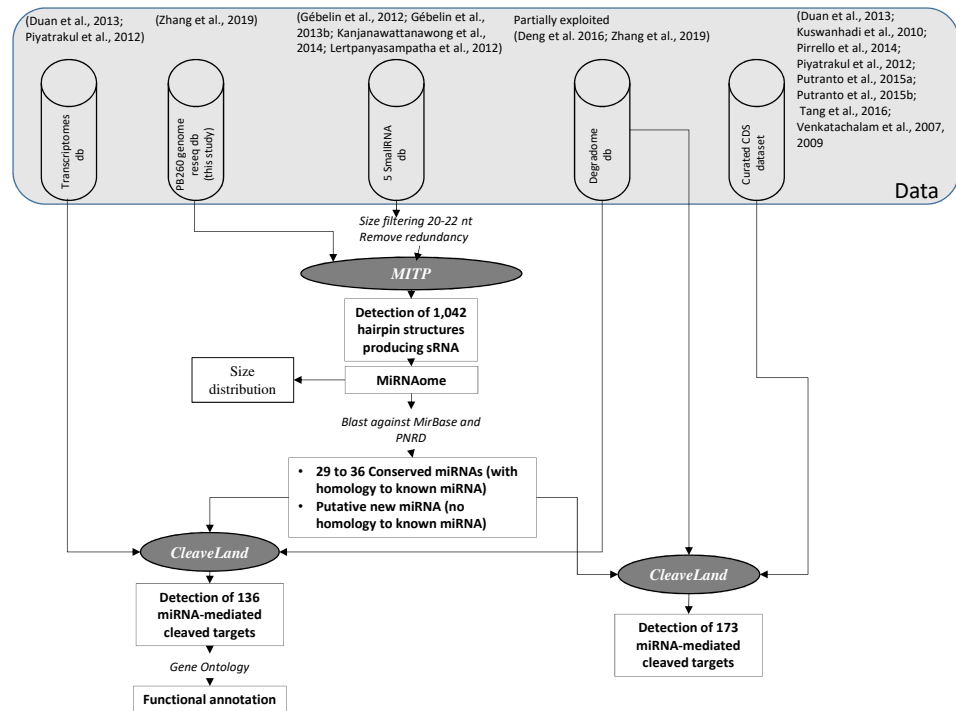 (Duan et al., 2013;
Piyatrakul et al., 2012)
(Zhang et al., 2019)
(Gébelin et al., 2012; Gébelin et al.,
2013b; Kanjanawattanawong et al.,
2014; Lertpanyasampatha et al., 2012)
Partially exploited
(Deng et al. 2016; Zhang et al., 2019)
(Duan et al., 2013;
Kuswanhadi et al., 2010;
Pirrello et al., 2014;
Piyatrakul et al., 2012;
Putranto et al., 2015a;
Putranto et al., 2015b;
Tang et al., 2016;
Venkatachalam et al., 2007,
2009
Transcriptomes
db
PB260 genome
reseq db
(this study)
5 SmallRNA
db
Degradome
db
Curated CDS
dataset
Data
Size filtering 20-22 nt
Remove redundancy
MITP
Detection of 1,042
hairpin structures
producing sRNA
Size
distribution
MiRNAome
Blast against MirBase and
PNRD
• 29 to 36 Conserved miRNAs (with
homology to known miRNA)
• Putative new miRNA (no
homology to known miRNA)
CleaveLand
CleaveLand
Detection of 136
miRNA-mediated
cleaved targets
Detection of 173
miRNA-mediated
cleaved targets
Gene Ontology
Functional annotation